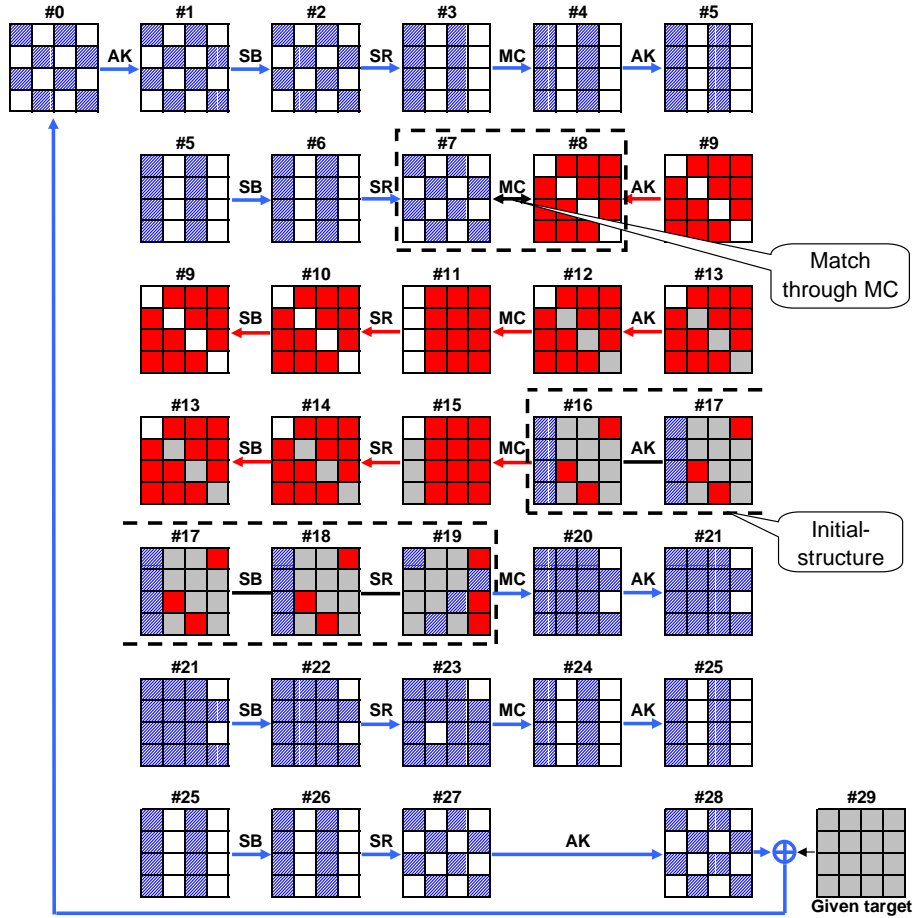 #0 #1 #2 #3 #4 #5
AK SB SR MC AK
#5 #6 #7 #8 #9
SB SR MC AK
Match
through MC
#9 #10 #11 #12 #13
SB SR MC AK
#13 #14 #15 #16 #17
SB SR MC AK
Initial-
structure
#17 #18 #19 #20 #21
SB SR MC AK
#21 #22 #23 #24 #25
SB SR MC AK
#25 #26 #27 #28 #29
SB SR AK
Given target